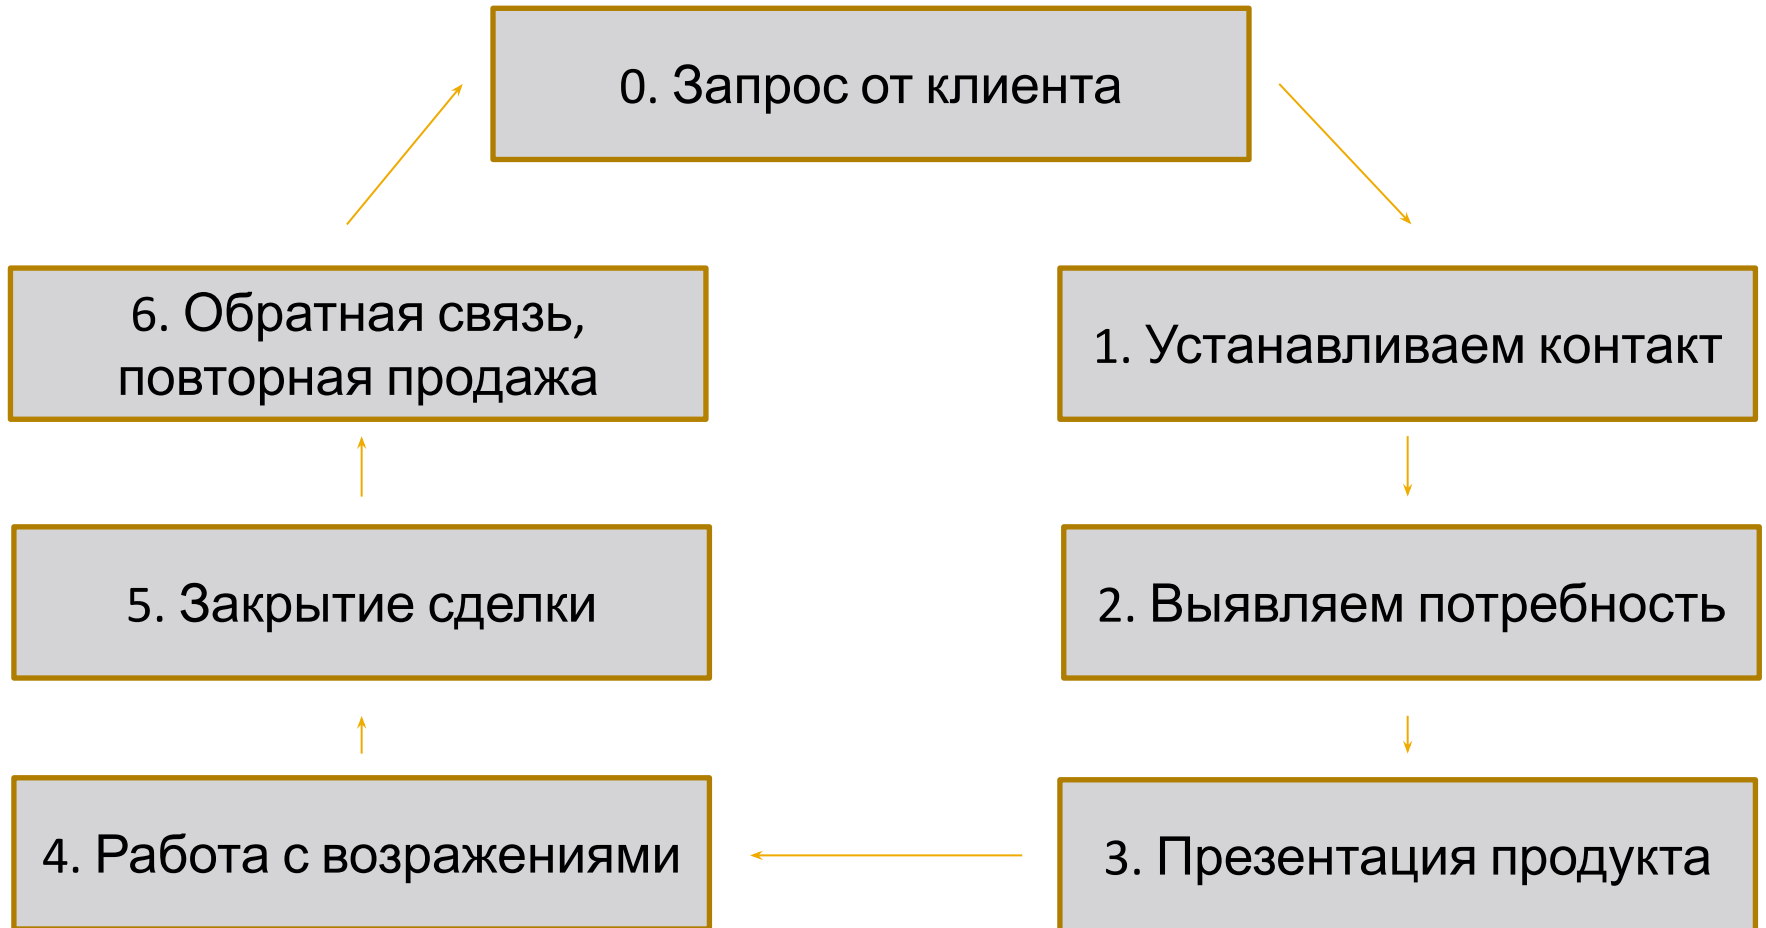 0. Запрос от клиента
1. Устанавливаем контакт
2. Выявляем потребность
3. Презентация продукта
4. Работа с возражениями
5. Закрытие сделки
6. Обратная связь,
повторная продажа